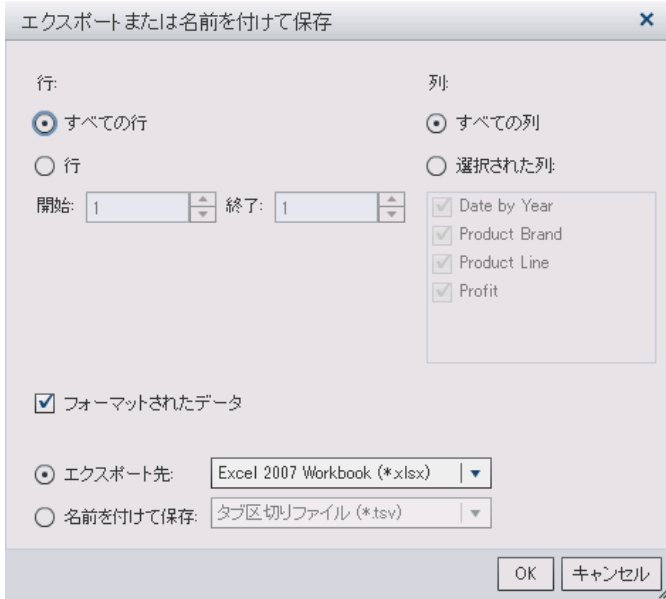 エクスポートまたは名前を付けて保存
行:
すべての行
行
開始: 1 終了: 1
列:
すべての列
選択された列:
Date by Year
Product Brand
Product Line
Profit
フォーマットされたデータ
エクスポート先: Excel 2007 Workbook (*.xlsx)
名前を付けて保存: タブ区切りファイル (*.tsv)
OK キャンセル